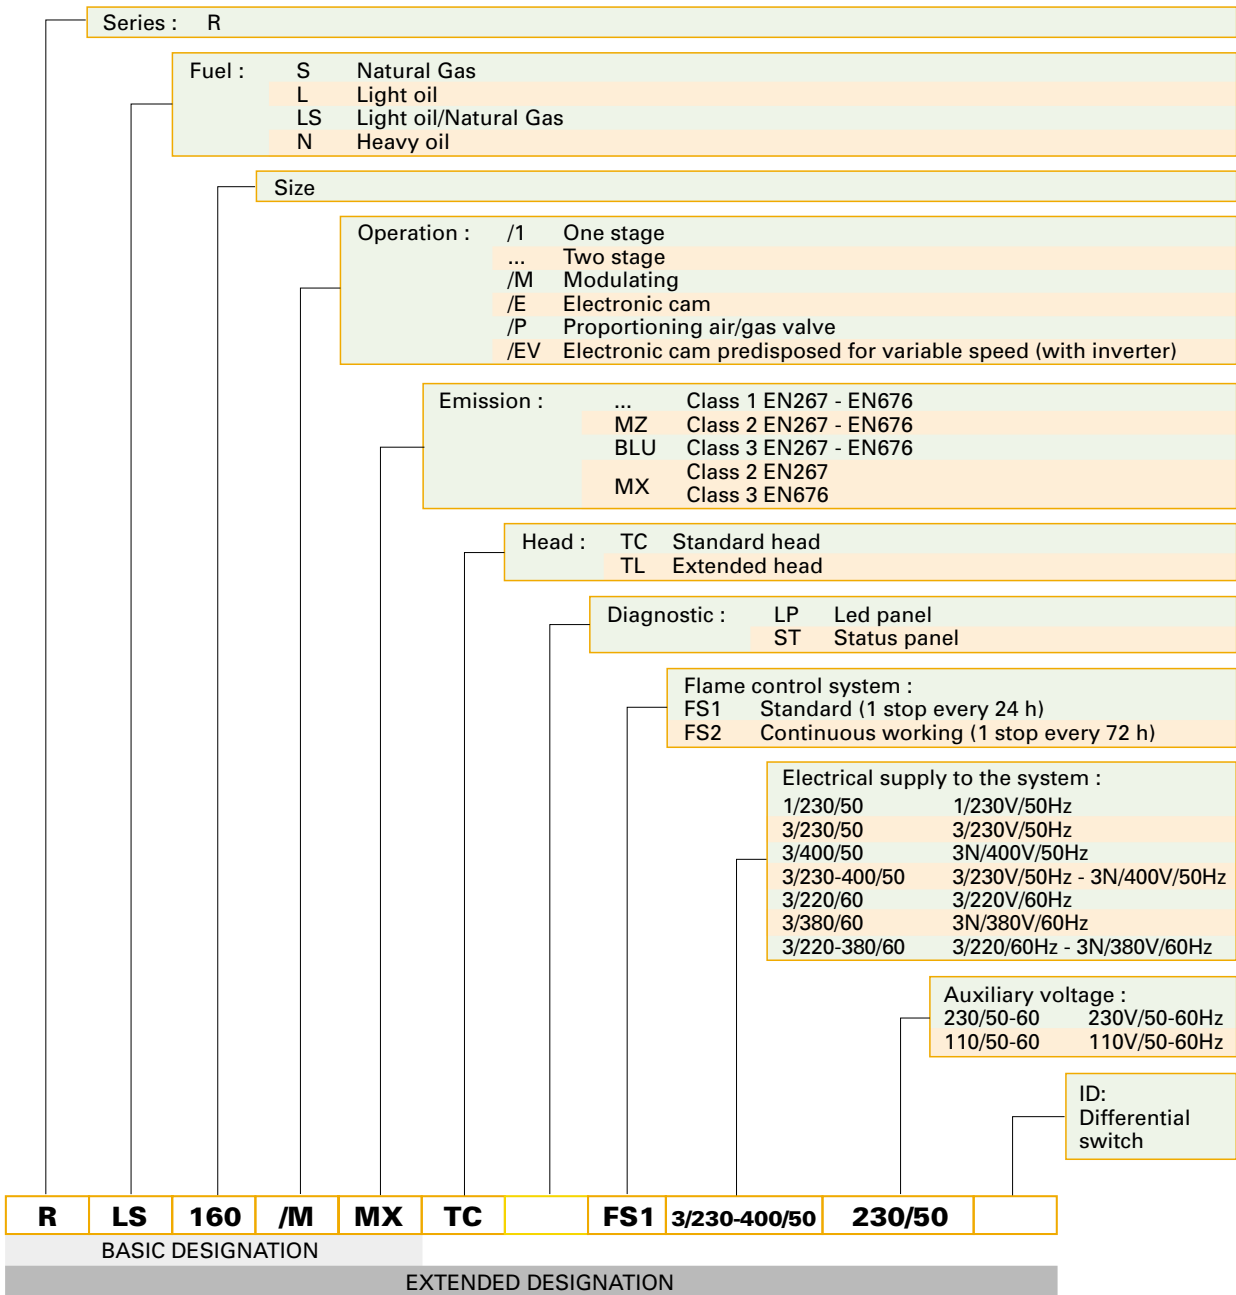 Series : R
Fuel : S Natural Gas
L Light oil
LS Light oil/Natural Gas
N Heavy oil
Size
Operation : /1 One stage
... Two stage
/M Modulating
/E Electronic cam
/P Proportioning air/gas valve
/EV Electronic cam predisposed for variable speed (with inverter)
Emission : ... Class 1 EN267 - EN676
MZ Class 2 EN267 - EN676
BLU Class 3 EN267 - EN676
MX Class 2 EN267
Class 3 EN676
Head : TC Standard head
TL Extended head
Diagnostic : LP Led panel
ST Status panel
Flame control system :
FS1 Standard (1 stop every 24 h)
FS2 Continuous working (1 stop every 72 h)
Electrical supply to the system :
1/230/50 1/230V/50Hz
3/230/50 3/230V/50Hz
3/400/50 3N/400V/50Hz
3/230-400/50 3/230V/50Hz - 3N/400V/50Hz
3/220/60 3/220V/60Hz
3/380/60 3N/380V/60Hz
3/220-380/60 3/220/60Hz - 3N/380V/60Hz
Auxiliary voltage :
230/50-60 230V/50-60Hz
110/50-60 110V/50-60Hz
ID:
Differential
switch
R LS 160 /M MX TC FS1 3/230-400/50 230/50
BASIC DESIGNATION
EXTENDED DESIGNATION